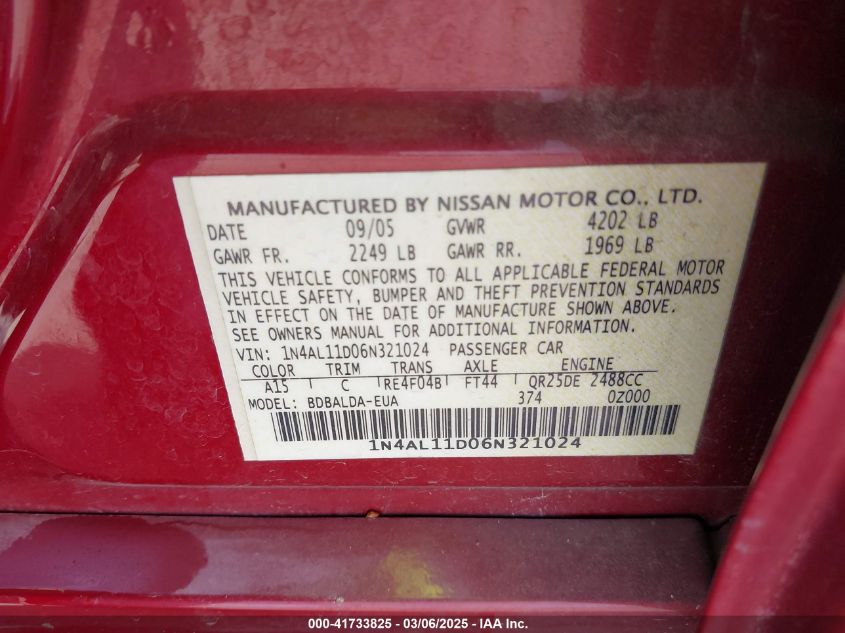 MANUFACTURED BY NISSAN MOTOR CO., LTD.
DATE 09/05 GVWR 4202 LB
GAWR FR. 2249 LB GAWR RR. 1969 LB
THIS VEHICLE CONFORMS TO ALL APPLICABLE FEDERAL MOTOR
VEHICLE SAFETY, BUMPER AND THEFT PREVENTION STANDARDS
IN EFFECT ON THE DATE OF MANUFACTURE SHOWN ABOVE.
SEE OWNERS MANUAL FOR ADDITIONAL INFORMATION.
VIN: 1N4AL11D06N321024 PASSENGER CAR
COLOR TRIM TRANS AXLE ENGINE
A15 C RE4F04B FT44 QR25DE 2488CC
MODEL: BDBALDA-EUA 374 0Z000
1N4AL11D06N321024
000-41733825 - 03/06/2025 - IAA Inc.